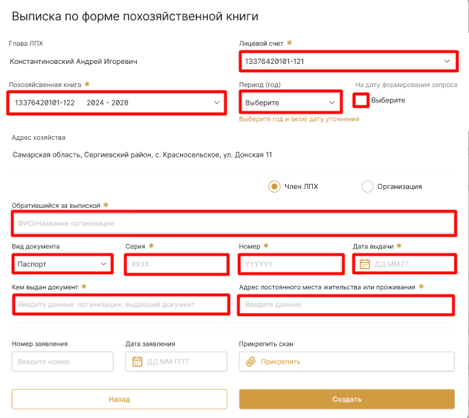 Выписка по форме похозяйственной книги
Глава ЛПХ
Константиновский Андрей Игоревич
Лицевой счет *
13376420101-121
Похозяйсвенная книга *
13376420101-122 2024 - 2028
Период (год)
Выберите
Выберите год и (или) дату уточнения
На дату формирования запроса
Выберите
Адрес хозяйства
Самарская область, Сергиевский район, с. Красносельское, ул. Донская 11
Член ЛПХ
Организация
Обратившийся за выпиской *
ФИО/Название организации
Вид документа
Паспорт
Серия *
XXXX
Номер *
YYYYYY
Дата выдачи *
ДД.ММ.ГГ
Кем выдан документ *
Введите данные организации, выдавшей документ
Адрес постоянного места жительства или проживания *
Введите данные
Номер заявления
Введите номер
Дата заявления
ДД.ММ.ГГГГ
Прикрепить скан
Прикрепить
Назад
Создать